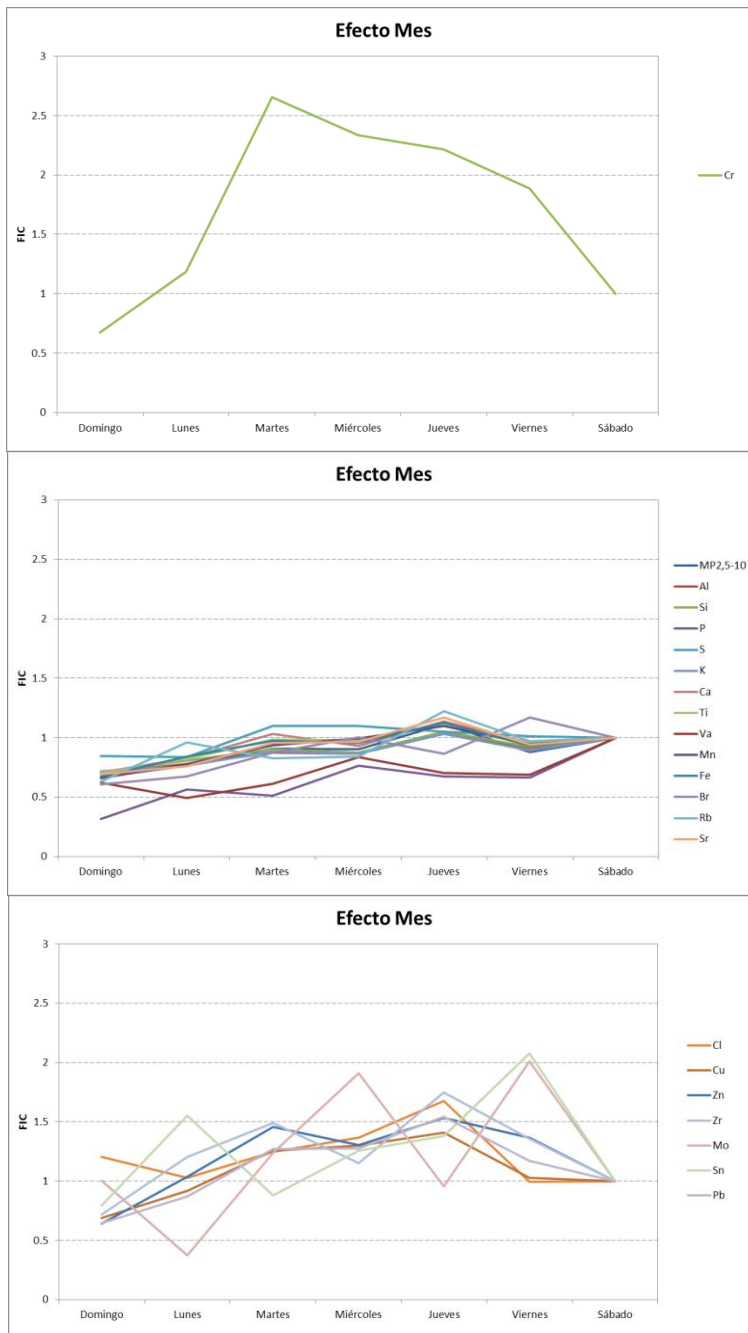 Efecto Mes
3
2.5
2
1.5
1
0.5
0
FIC
Domingo Lunes Martes Miércoles Jueves Viernes Sábado
Cr
Efecto Mes
3
2.5
2
1.5
1
0.5
0
FIC
Domingo Lunes Martes Miércoles Jueves Viernes Sábado
MP2,5-10
Al
Si
P
S
K
Ca
Ti
Va
Mn
Fe
Br
Rb
Sr
Efecto Mes
3
2.5
2
1.5
1
0.5
0
FIC
Domingo Lunes Martes Miércoles Jueves Viernes Sábado
Cl
Cu
Zn
Zr
Mo
Sn
Pb